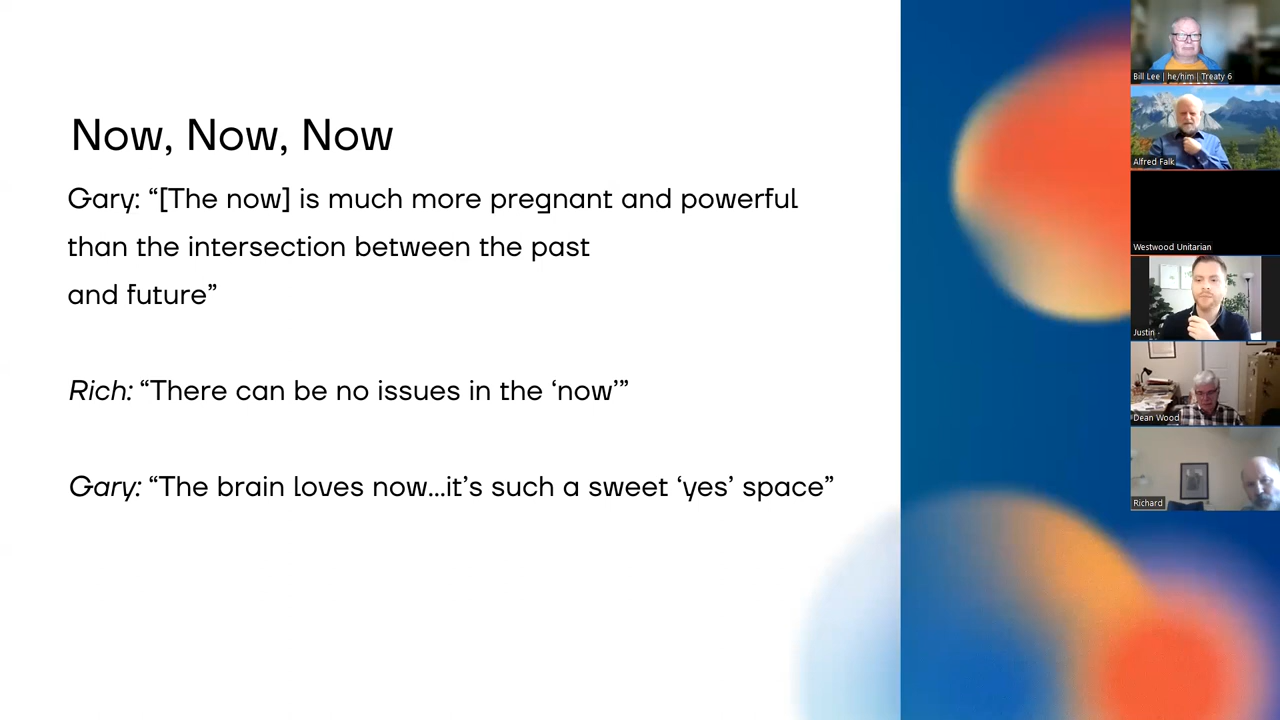 Now, Now, Now
Gary: “[The now] is much more pregnant and powerful
than the intersection between the past
and future”
Rich: “There can be no issues in the ‘now’”
Gary: “The brain loves now...it’s such a sweet ‘yes’ space”
Bill Lee | he/him | Treaty 6
Alfred Falk
Westwood Unitarian
Justin -
Dean Wood
Richard